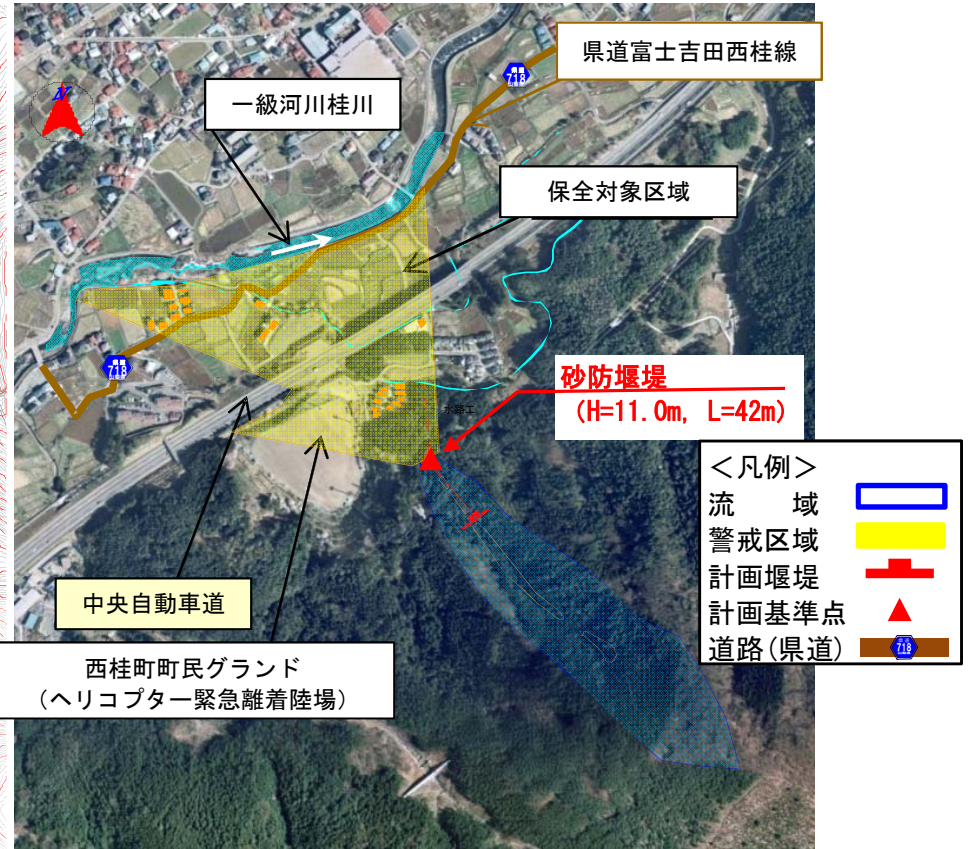 県道富士吉田西桂線
718
N
一級河川桂川
保全対象区域
718
砂防堰堤
(H=11.0m, L=42m)
水路工
<凡例>
流　　域
警戒区域
計画堰堤
計画基準点
道路(県道)
718
中央自動車道
西桂町町民グランド
(ヘリコプター緊急離着陸場)